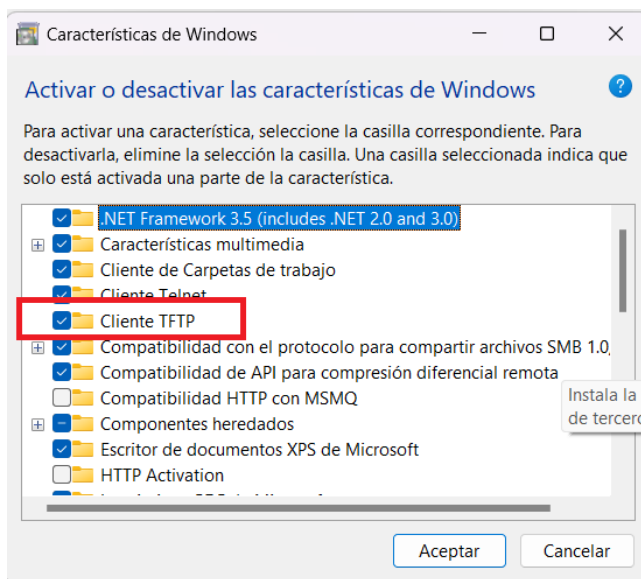 Características de Windows
Activar o desactivar las características de Windows
?
Para activar una característica, seleccione la casilla correspondiente. Para
desactivarla, elimine la selección la casilla. Una casilla seleccionada indica que
solo está activada una parte de la característica.
.NET Framework 3.5 (includes .NET 2.0 and 3.0)
Características multimedia
Cliente de Carpetas de trabajo
Cliente Telnet
Cliente TFTP
Compatibilidad con el protocolo para compartir archivos SMB 1.0,
Compatibilidad de API para compresión diferencial remota
Compatibilidad HTTP con MSMQ
Instala la
Componentes heredados
de tercero
Escritor de documentos XPS de Microsoft
HTTP Activation
Aceptar
Cancelar